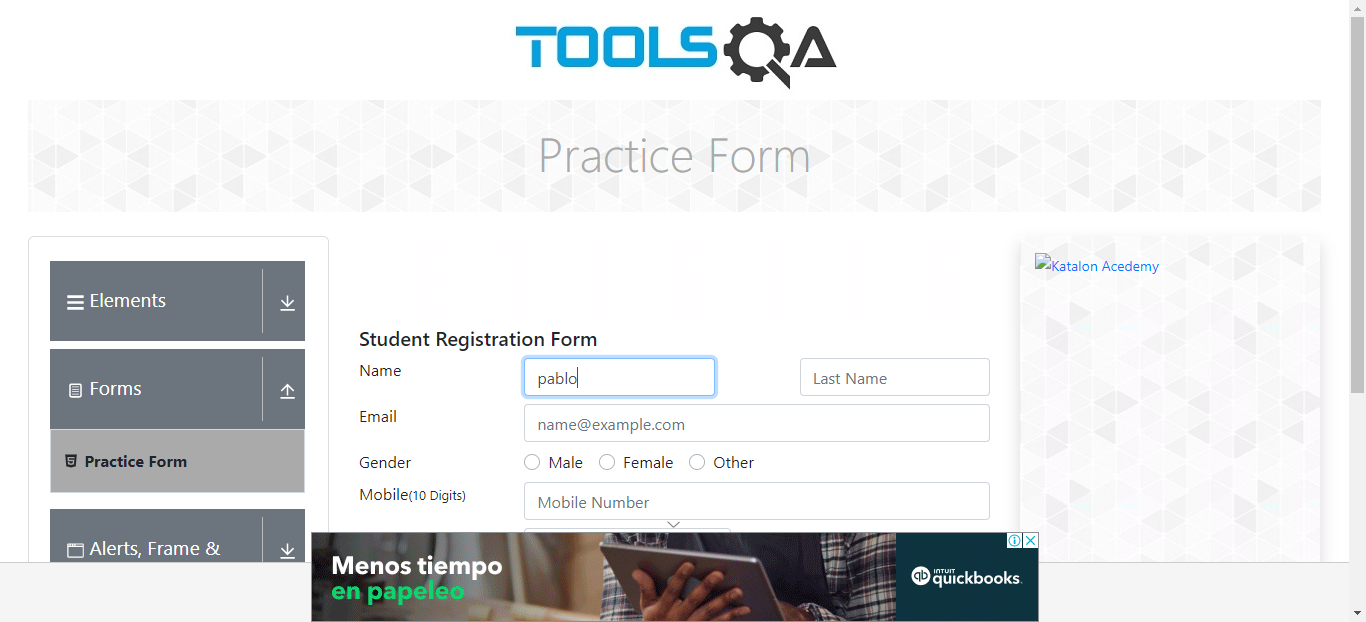 TOOLSQA
Practice Form
Elements
Forms
Practice Form
Alerts, Frame &
Student Registration Form
Name
pablo
Last Name
Email
name@example.com
Gender
Male
Female
Other
Mobile(10 Digits)
Mobile Number
Katalon Acedemy
Menos tiempo
en papeleo
qb INTUIT
quickbooks.